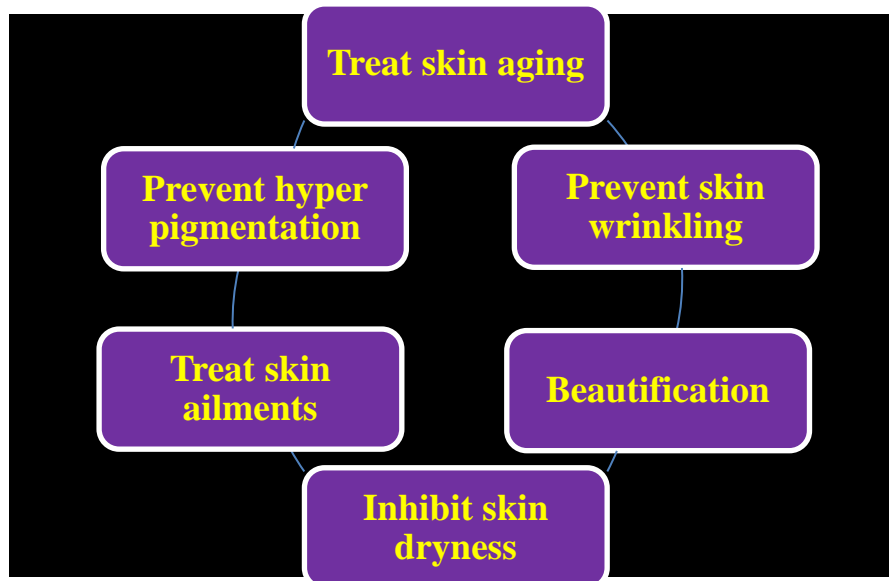 Treat skin aging
Prevent hyper
pigmentation
Prevent skin
wrinkling
Treat skin
ailments
Beautification
Inhibit skin
dryness